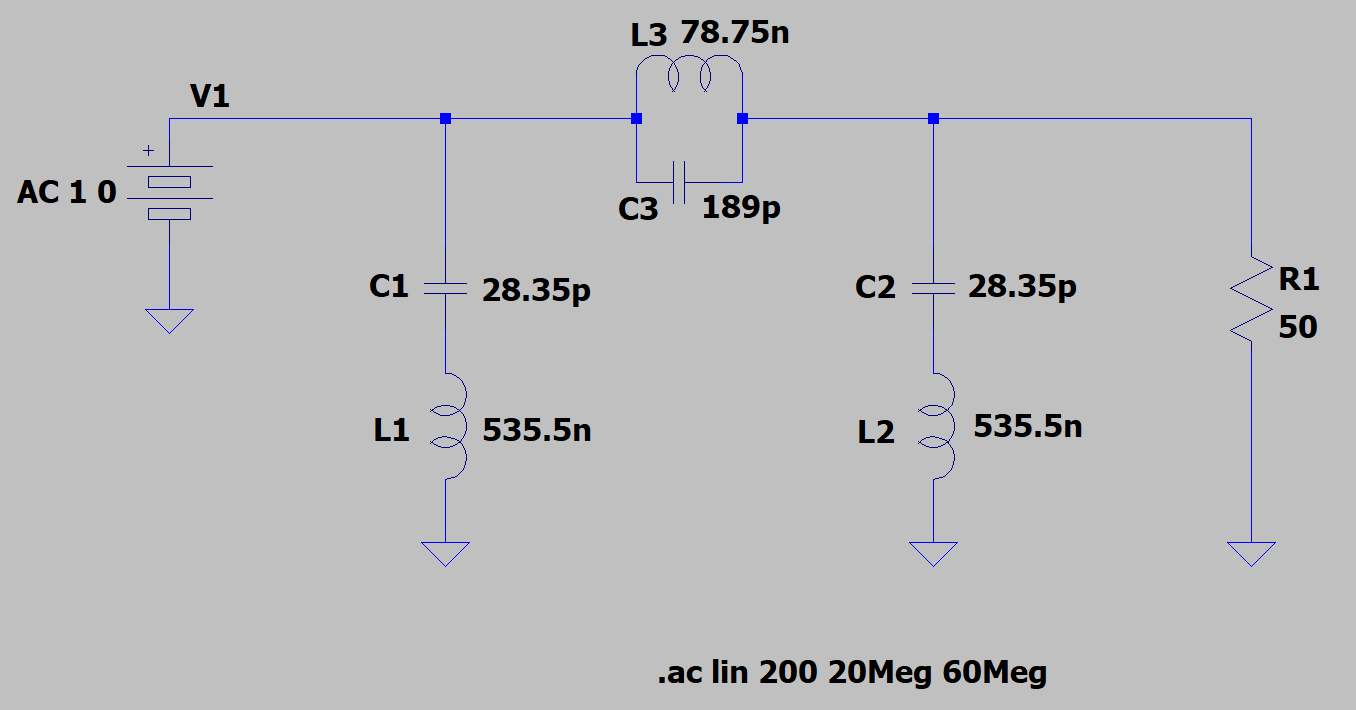 L3 78.75n
V1
+
AC 1 0
C3 189p
C1 28.35p
C2 28.35p
R1
50
L1 535.5n
L2 535.5n
.ac lin 200 20Meg 60Meg